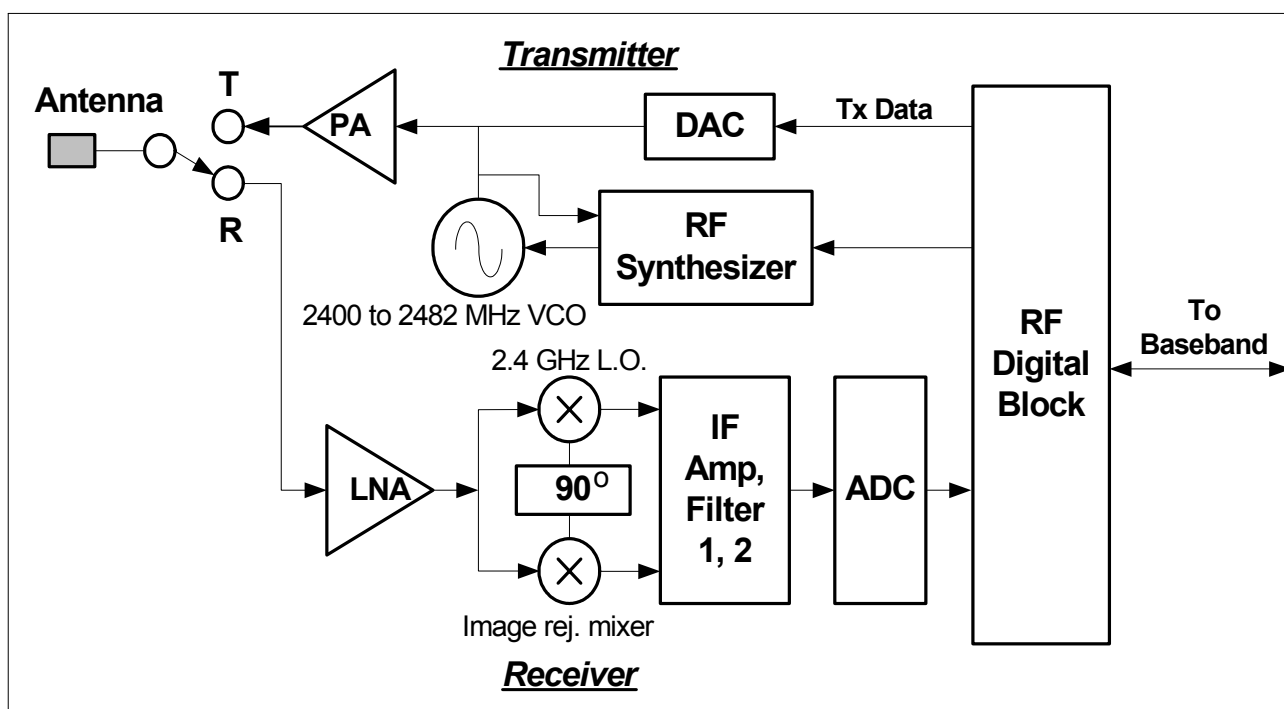 Transmitter
Antenna
T
R
PA
DAC
Tx Data
RF
Synthesizer
2400 to 2482 MHz VCO
RF
Digital
Block
To
Baseband
2.4 GHz L.O.
LNA
90°
IF
Amp,
Filter
1, 2
ADC
Image rej. mixer
Receiver